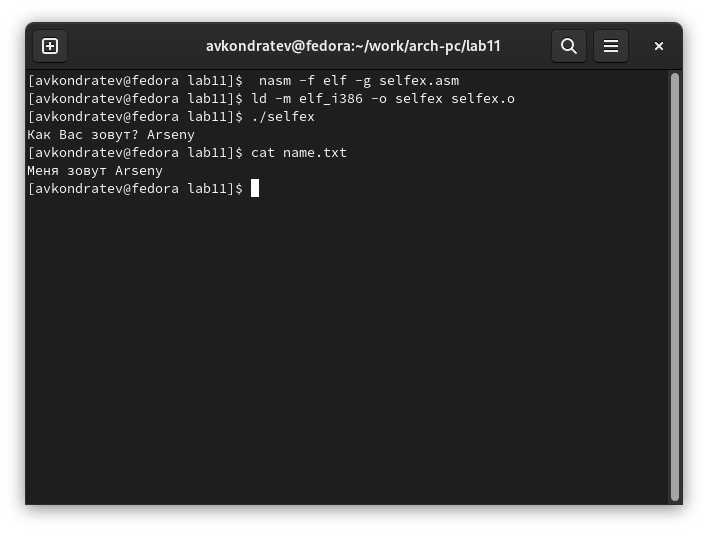 avkondratev@fedora:~/work/arch-pc/lab11
[avkondratev@fedora lab11]$  nasm -f elf -g selfex.asm
[avkondratev@fedora lab11]$ ld -m elf_i386 -o selfex selfex.o
[avkondratev@fedora lab11]$ ./selfex
Как Вас зовут? Arseny
[avkondratev@fedora lab11]$ cat name.txt
Меня зовут Arseny
[avkondratev@fedora lab11]$